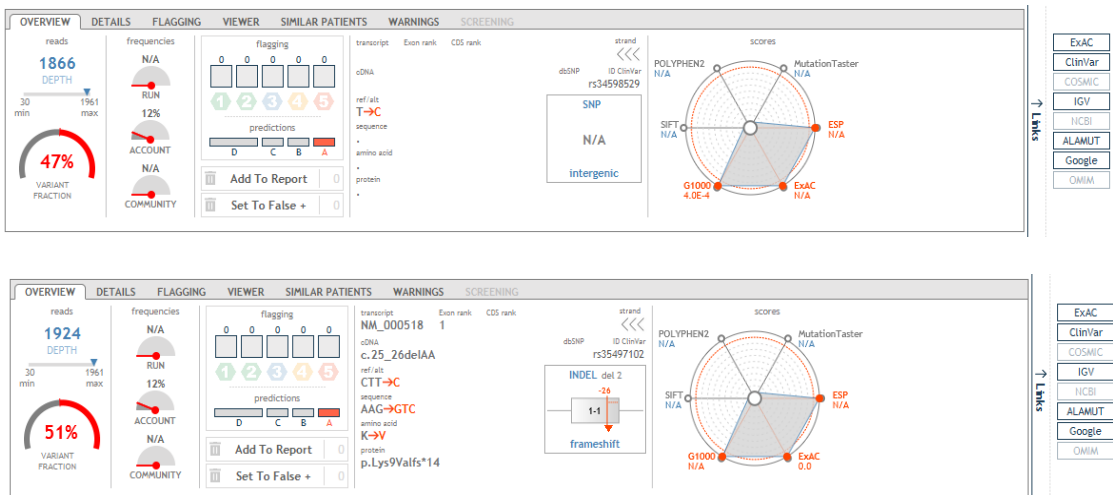 OVERVIEW DETAILS FLAGGING VIEWER SIMILAR PATIENTS WARNINGS SCREENING
reads
1866
DEPTH
30 1961
min max
47%
VARIANT
FRACTION
frequencies
N/A
RUN
12%
ACCOUNT
N/A
COMMUNITY
flagging
0 0 0 0 0
1 2 3 4 5
predictions
D C B A
Add To Report 0
Set To False + 0
transcript Exon rank CDS rank
cDNA
ref/alt
T→C
sequence
.
amino acid
.
protein
.
strand
<<<
dbSNP ID ClinVar
rs34598529
SNP
N/A
intergenic
scores
POLYPHEN2
N/A
MutationTaster
N/A
SIFT
N/A
ESP
N/A
G1000
4.0E-4
ExAC
N/A
→ Links
ExAC
ClinVar
COSMIC
IGV
NCBI
ALAMUT
Google
OMIM
OVERVIEW DETAILS FLAGGING VIEWER SIMILAR PATIENTS WARNINGS SCREENING
reads
1924
DEPTH
30 1961
min max
51%
VARIANT
FRACTION
frequencies
N/A
RUN
12%
ACCOUNT
N/A
COMMUNITY
flagging
0 0 0 0 0
1 2 3 4 5
predictions
D C B A
Add To Report 0
Set To False + 0
transcript Exon rank CDS rank
NM_000518 1
cDNA
c.25_26delAA
ref/alt
CTT→C
sequence
AAG→GTC
amino acid
K→V
protein
p.Lys9Valfs*14
strand
<<<
dbSNP ID ClinVar
rs35497102
INDEL del 2
-26
1-1
frameshift
scores
POLYPHEN2
N/A
MutationTaster
N/A
SIFT
N/A
ESP
N/A
G1000
N/A
ExAC
0.0
→ Links
ExAC
ClinVar
COSMIC
IGV
NCBI
ALAMUT
Google
OMIM